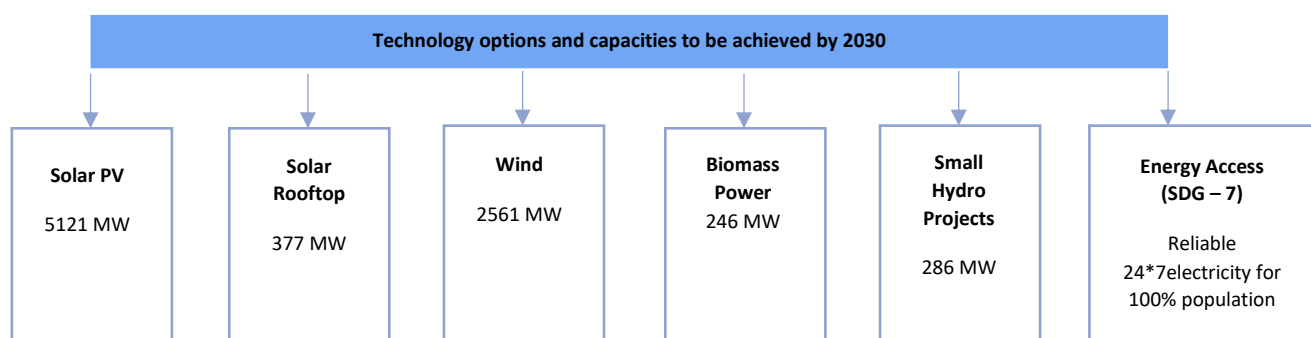 Technology options and capacities to be achieved by 2030
Solar PV
5121 MW
Solar
Rooftop
377 MW
Wind
2561 MW
Biomass
Power
246 MW
Small
Hydro
Projects
286 MW
Energy Access
(SDG – 7)
Reliable
24*7electricity for
100% population